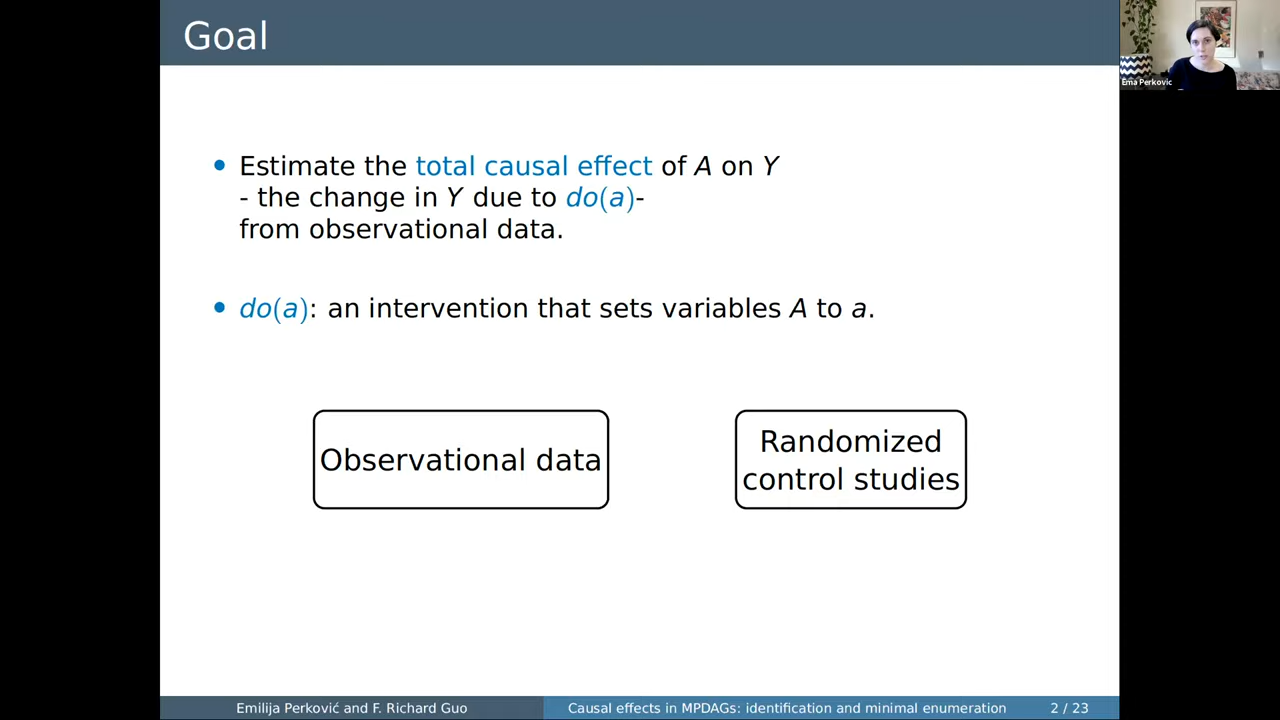 Goal
Ema Perkovic
• Estimate the total causal effect of A on Y
- the change in Y due to do(a)-
from observational data.
• do(a): an intervention that sets variables A to a.
Observational data
Randomized
control studies
Emilija Perković and F. Richard Guo
Causal effects in MPDAGs: identification and minimal enumeration
2 / 23